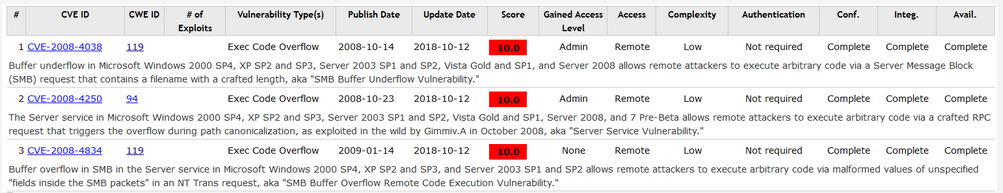 # CVE ID CWE ID # of Exploits Vulnerability Type(s) Publish Date Update Date Score Gained Access Level Access Complexity Authentication Conf. Integ. Avail.
1 CVE-2008-4038 119 Exec Code Overflow 2008-10-14 2018-10-12 10.0 Admin Remote Low Not required Complete Complete Complete
Buffer underflow in Microsoft Windows 2000 SP4, XP SP2 and SP3, Server 2003 SP1 and SP2, Vista Gold and SP1, and Server 2008 allows remote attackers to execute arbitrary code via a Server Message Block
(SMB) request that contains a filename with a crafted length, aka "SMB Buffer Underflow Vulnerability."
2 CVE-2008-4250 94 Exec Code Overflow 2008-10-23 2018-10-12 10.0 Admin Remote Low Not required Complete Complete Complete
The Server service in Microsoft Windows 2000 SP4, XP SP2 and SP3, Server 2003 SP1 and SP2, Vista Gold and SP1, Server 2008, and 7 Pre-Beta allows remote attackers to execute arbitrary code via a crafted RPC
request that triggers the overflow during path canonicalization, as exploited in the wild by Gimmiv.A in October 2008, aka "Server Service Vulnerability."
3 CVE-2008-4834 119 Exec Code Overflow 2009-01-14 2018-10-12 10.0 None Remote Low Not required Complete Complete Complete
Buffer overflow in SMB in the Server service in Microsoft Windows 2000 SP4, XP SP2 and SP3, and Server 2003 SP1 and SP2 allows remote attackers to execute arbitrary code via malformed values of unspecified
"fields inside the SMB packets" in an NT Trans request, aka "SMB Buffer Overflow Remote Code Execution Vulnerability."